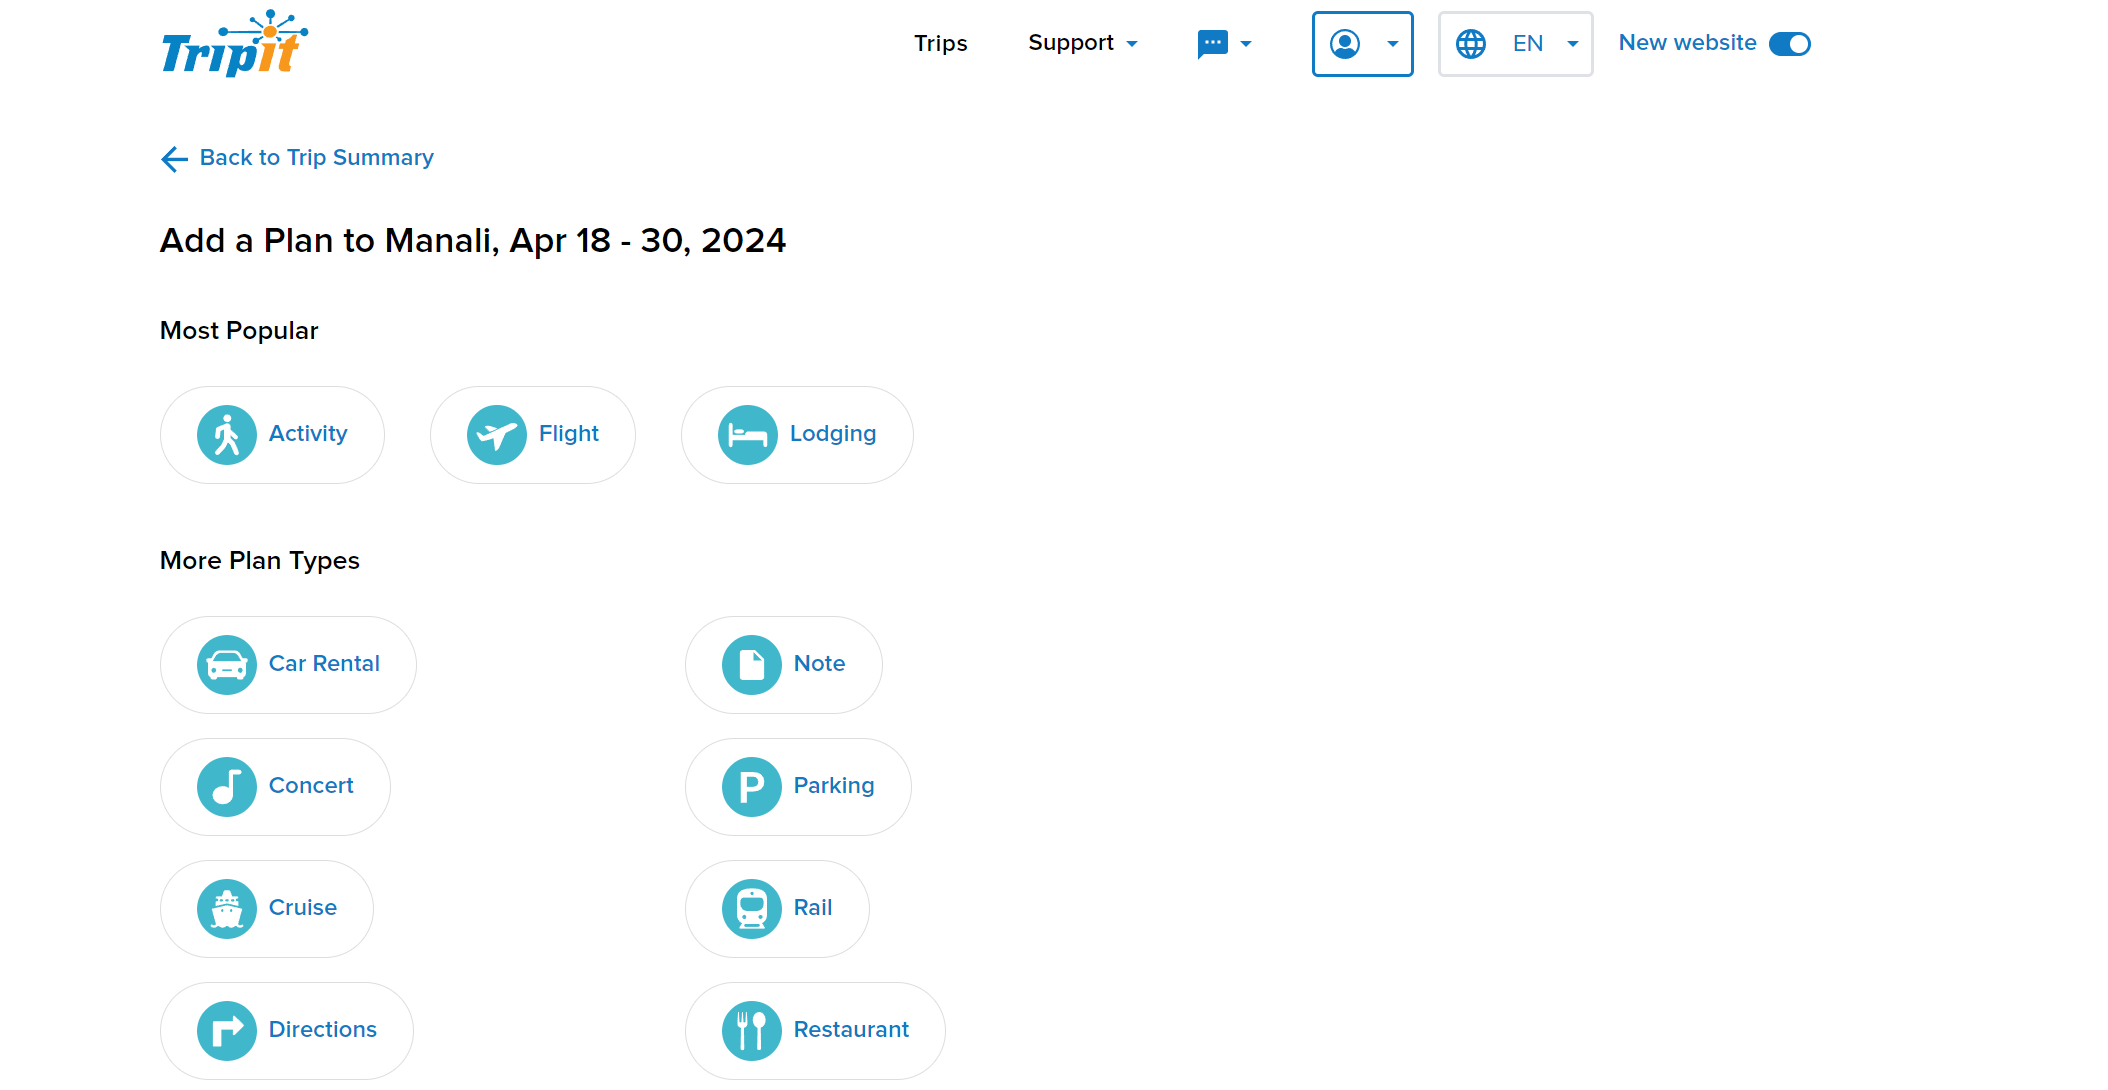 TripIt
Trips
Support
EN
New website
Back to Trip Summary
Add a Plan to Manali, Apr 18 - 30, 2024
Most Popular
Activity
Flight
Lodging
More Plan Types
Car Rental
Note
Concert
P Parking
Cruise
Rail
Directions
Restaurant